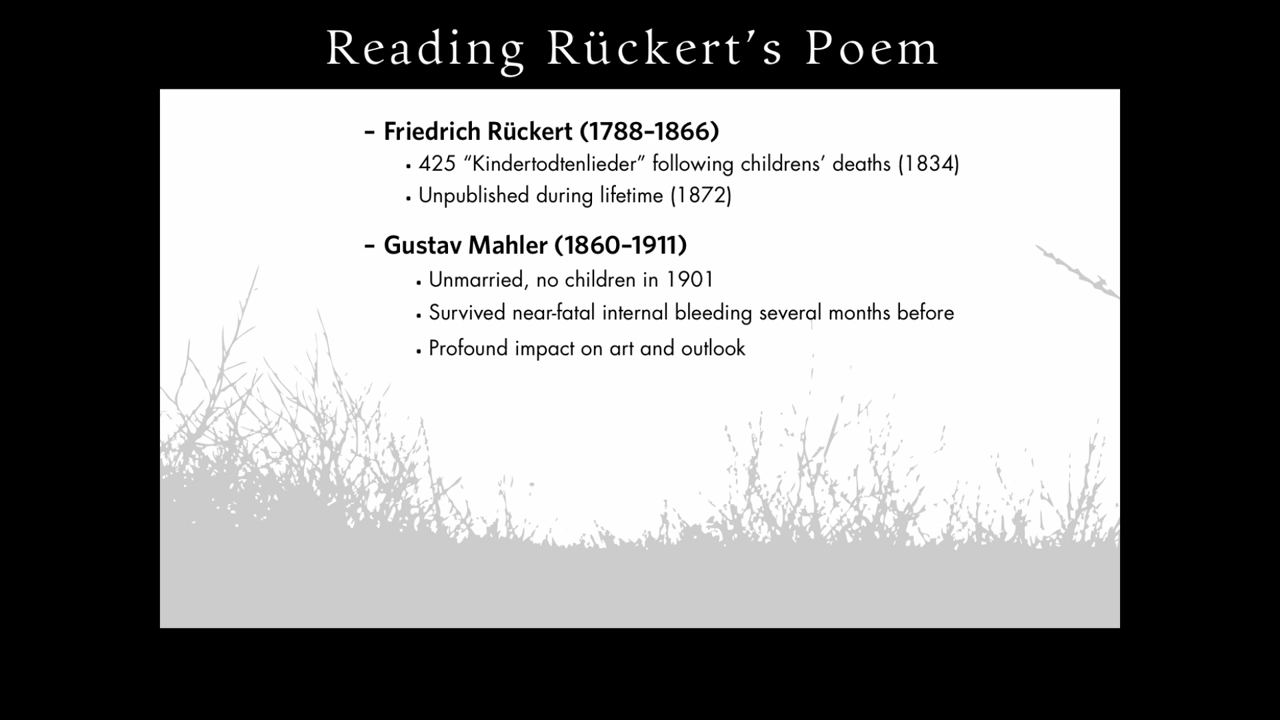 Reading Rückert’s Poem
– Friedrich Rückert (1788–1866)
• 425 “Kindertodtenlieder” following childrens’ deaths (1834)
• Unpublished during lifetime (1872)
– Gustav Mahler (1860–1911)
• Unmarried, no children in 1901
• Survived near-fatal internal bleeding several months before
• Profound impact on art and outlook